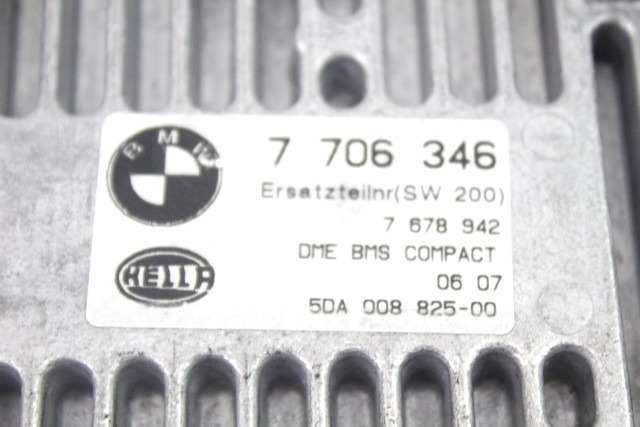 BMW
7 706 346
Ersatzteilnr(SW 200)
7 678 942
DME BMS COMPACT
HELLA
06 07
5DA 008 825-00